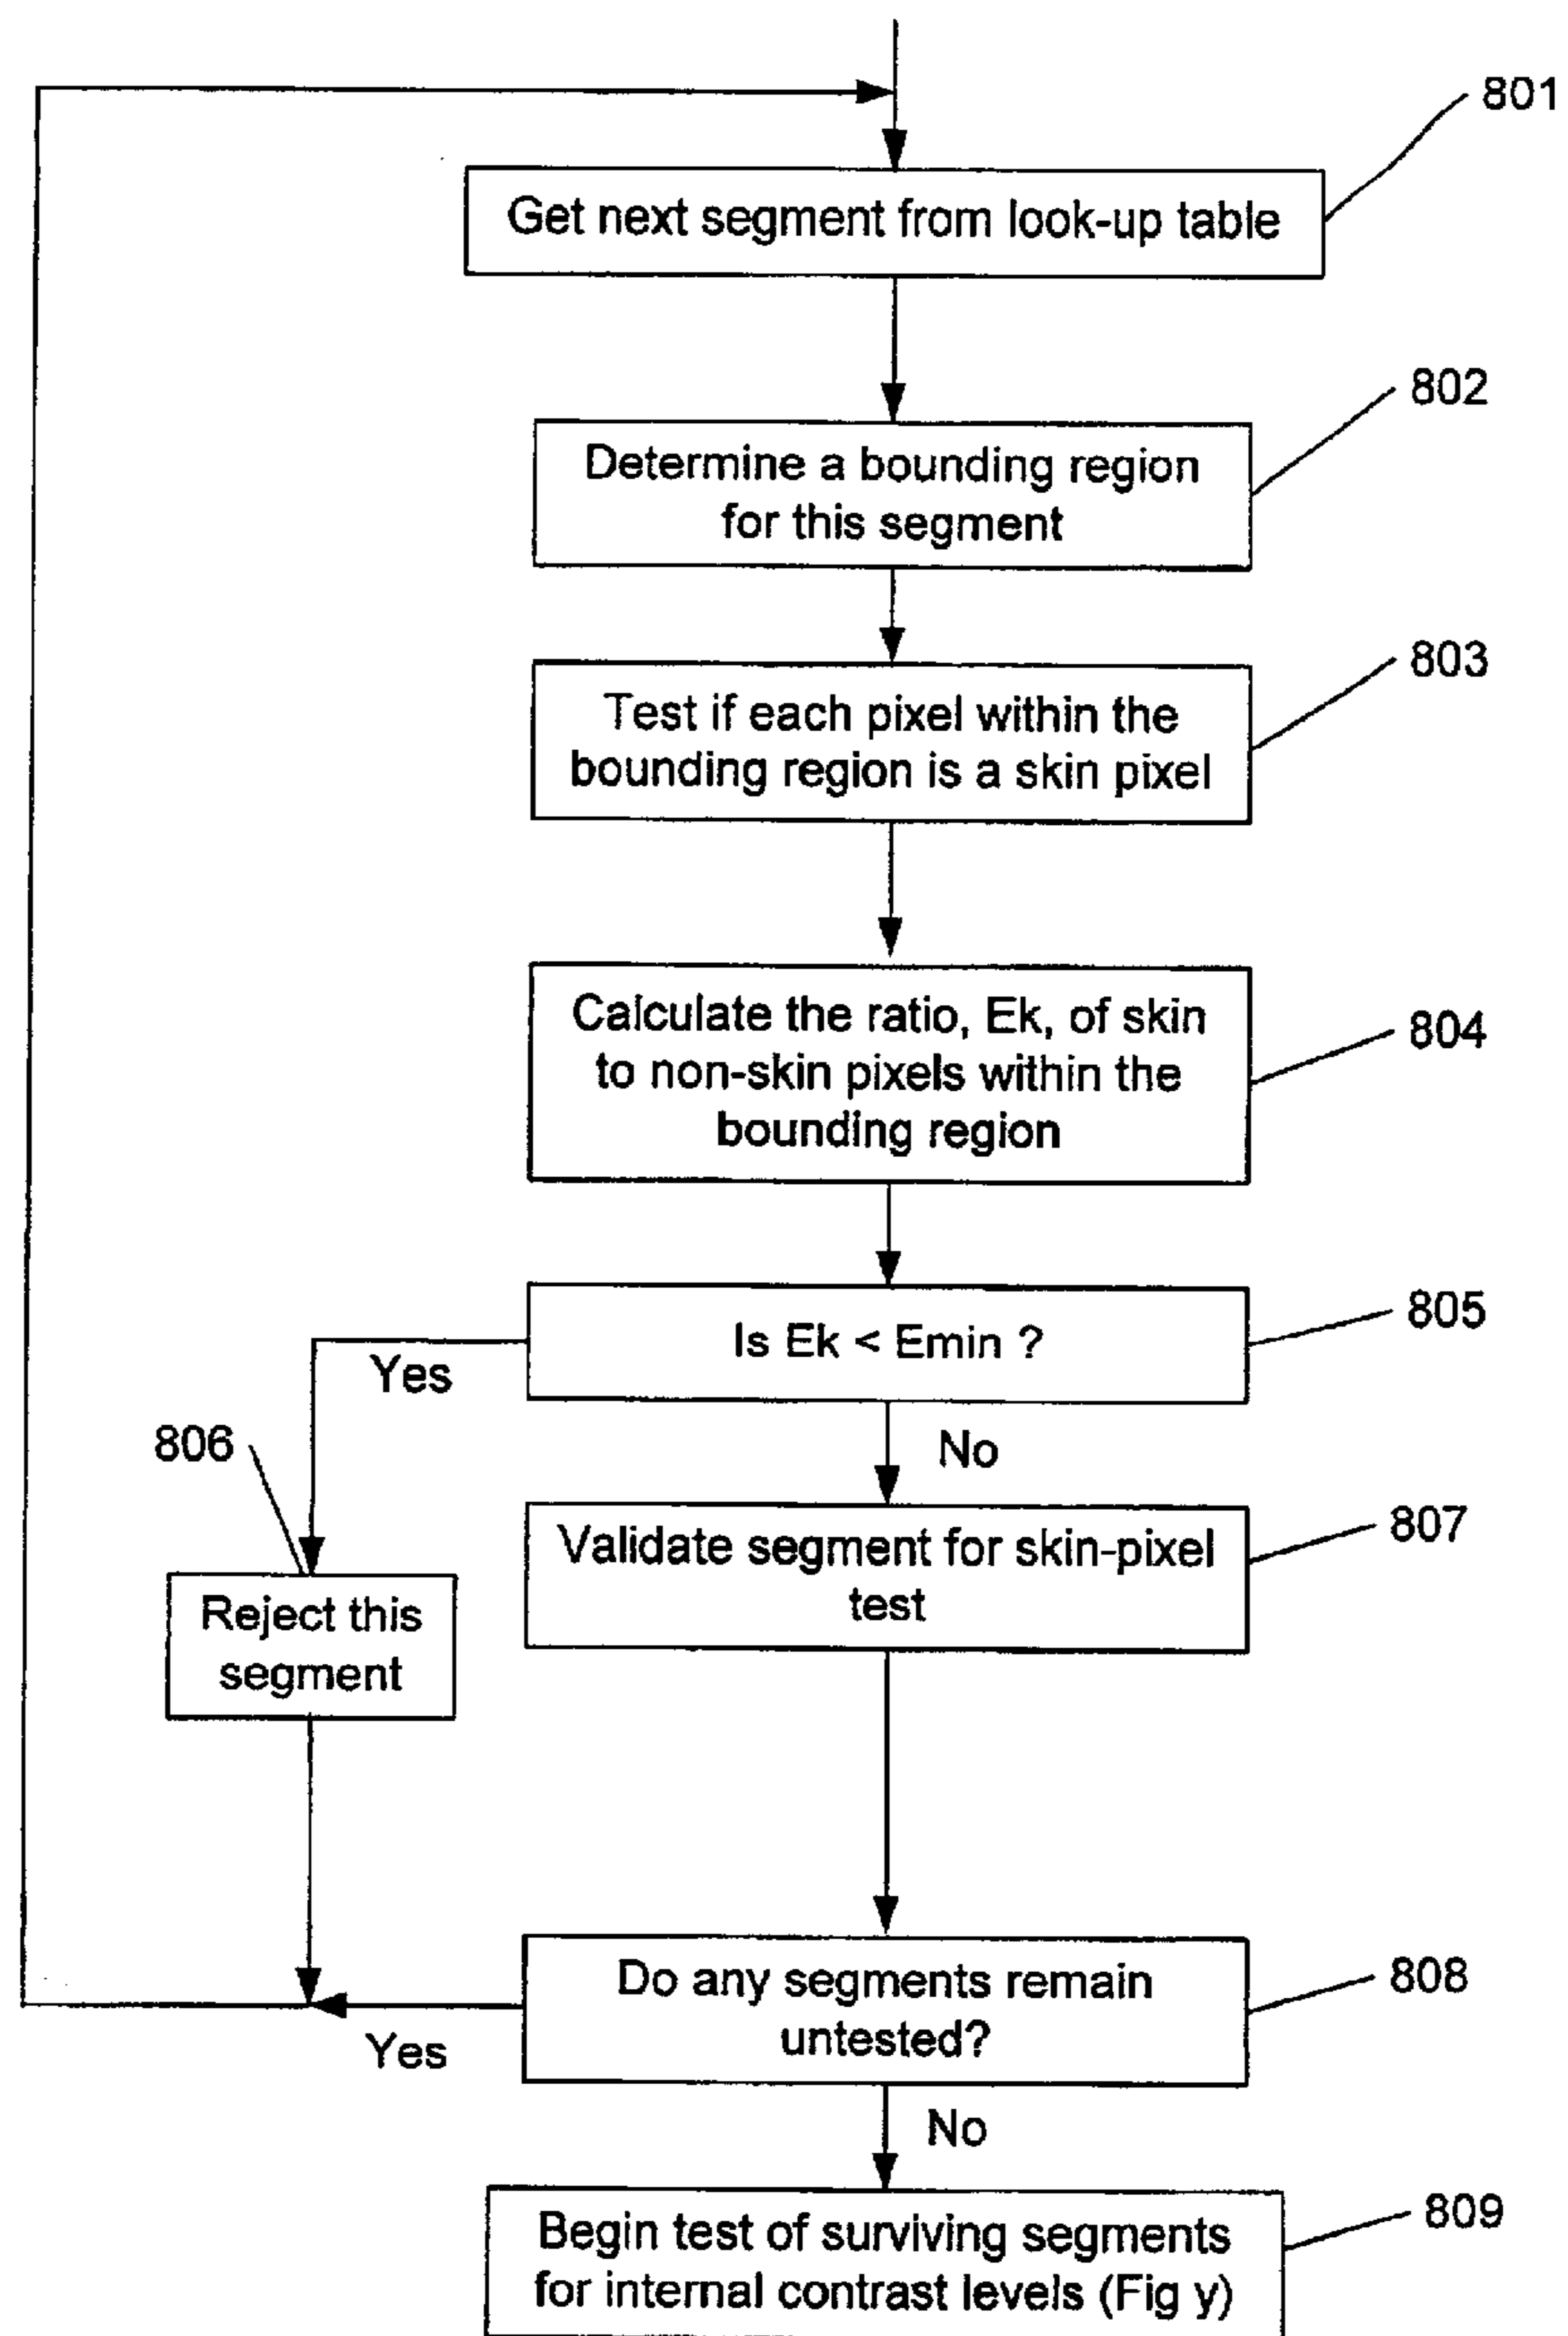 801
Get next segment from look-up table
802
Determine a bounding region
for this segment
803
Test if each pixel within the
bounding region is a skin pixel
Calculate the ratio, Ek, of skin
to non-skin pixels within the
bounding region
804
805
Is Ek < Emin ?
Yes
No
806
807
Validate segment for skin-pixel
test
Reject this
segment
808
Do any segments remain
untested?
Yes
No
809
Begin test of surviving segments
for internal contrast levels (Fig y)